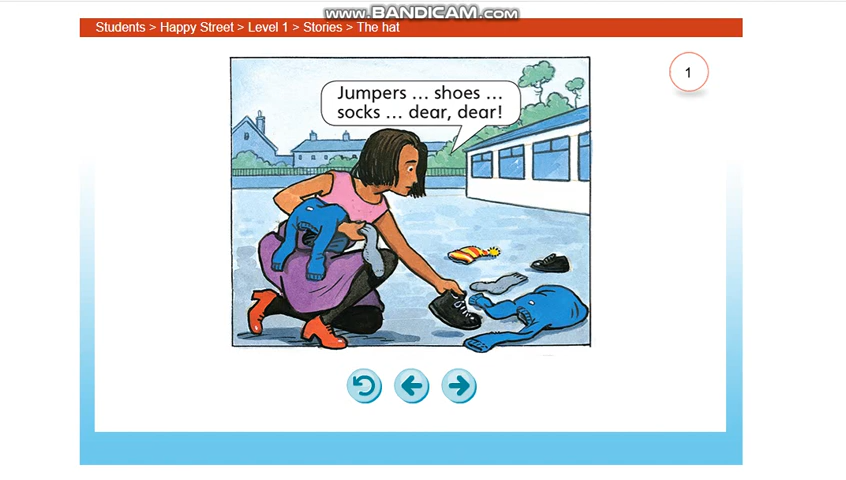 www.BANDICAM.com
Students > Happy Street > Level 1 > Stories > The hat
1
Jumpers ... shoes ...
socks ... dear, dear!